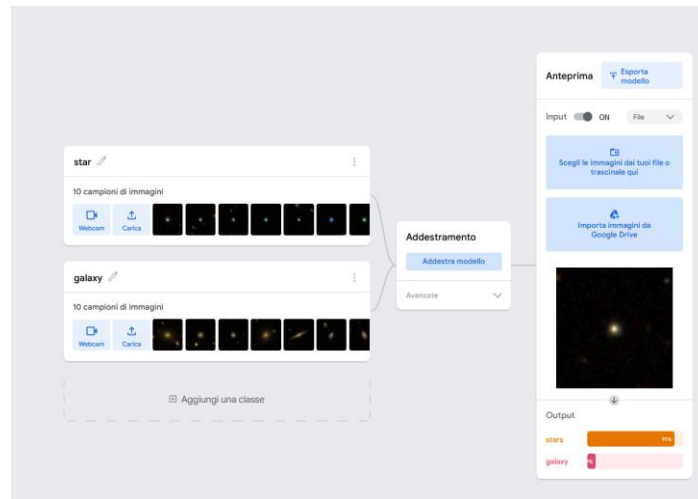 star
10 campioni di immagini
Webcam
Carica
galaxy
10 campioni di immagini
Webcam
Carica
Aggiungi una classe
Addestramento
Addestra modello
Avanzate
Anteprima
Esporta
modello
Input
ON
File
Scegli le immagini dai tuoi file o
trascinale qui
Importa immagini da
Google Drive
Output
stars
91%
galaxy